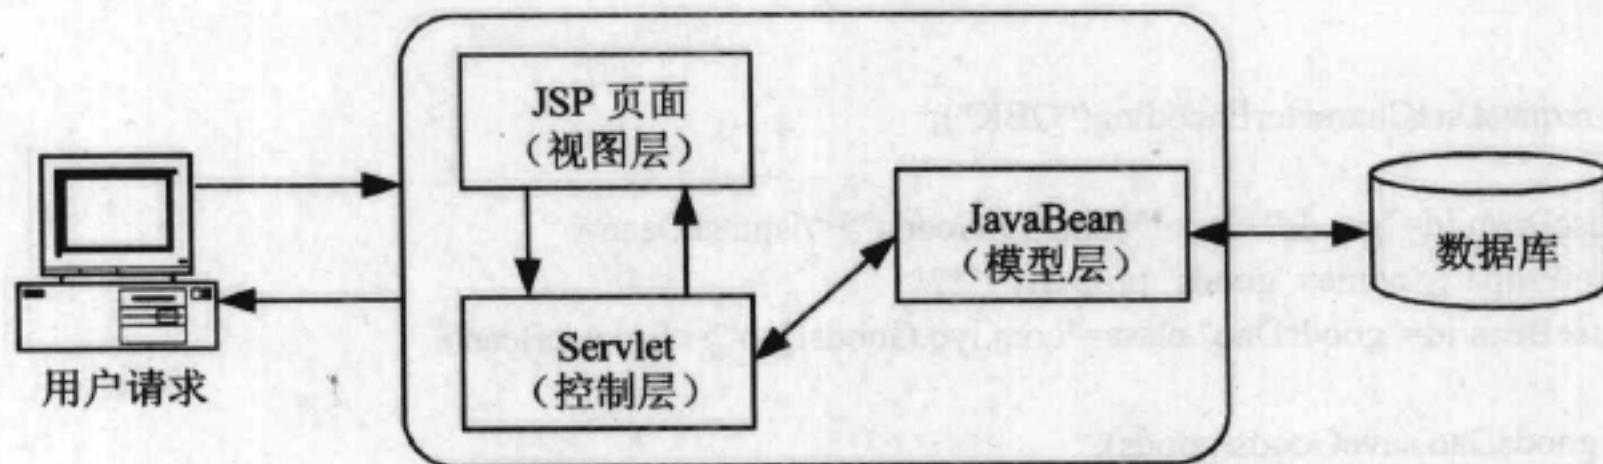 JSP 页面
（视图层）
JavaBean
（模型层）
数据库
Servlet
（控制层）
用户请求